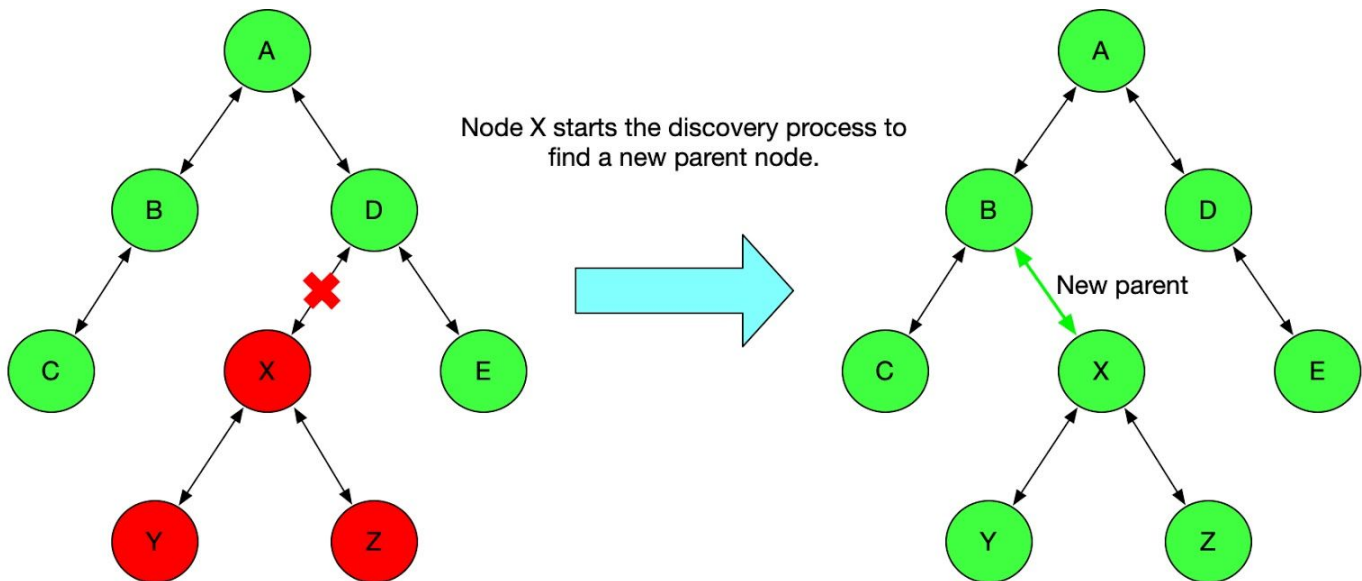 A
A
Node X starts the discovery process to
find a new parent node.
B
D
B
D
New parent
C
X
E
C
X
E
Y
Z
Y
Z